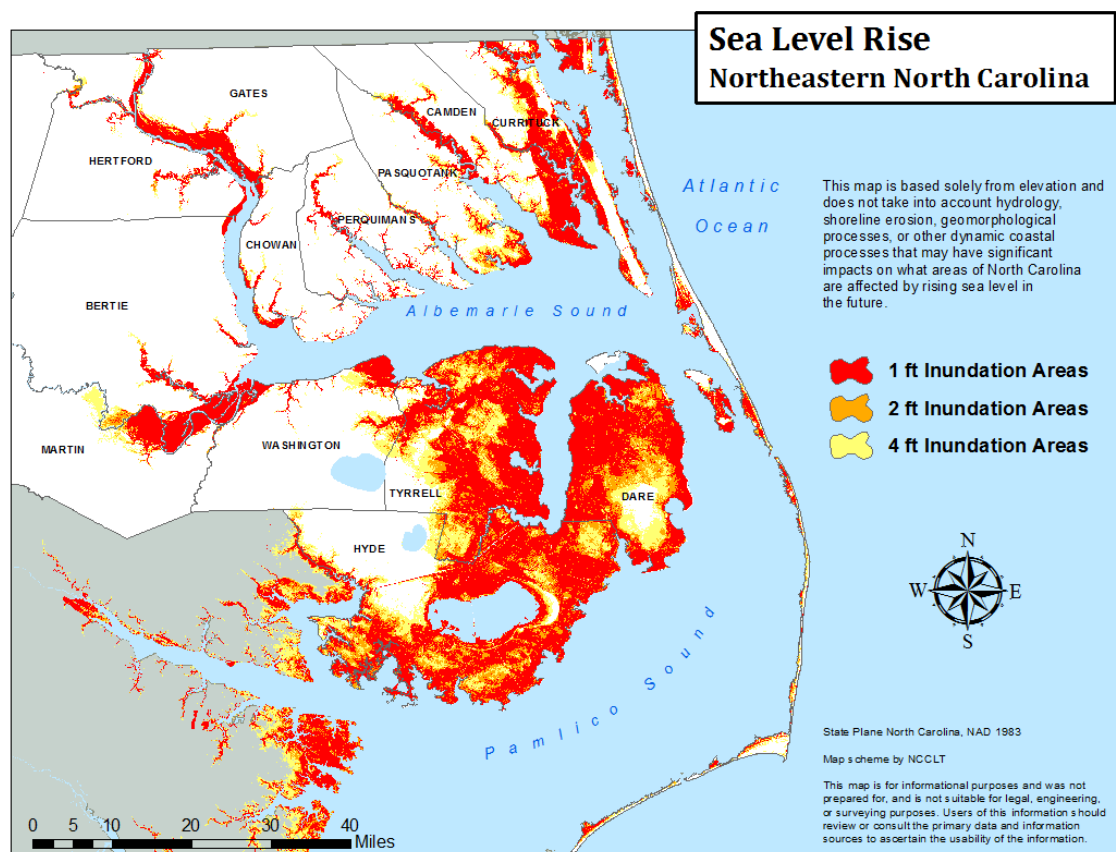 Sea Level Rise
Northeastern North Carolina
GATES
CAMDEN
CURRITUCK
HERTFORD
PASQUOTANK
PERQUIMANS
CHOWAN
BERTIE
Atlantic
Ocean
Albemarle Sound
This map is based solely from elevation and
does not take into account hydrology,
shoreline erosion, geomorphological
processes, or other dynamic coastal
processes that may have significant
impacts on what areas of North Carolina
are affected by rising sea level in
the future.
1 ft Inundation Areas
2 ft Inundation Areas
4 ft Inundation Areas
MARTIN
WASHINGTON
TYRRELL
DARE
HYDE
N
W E
S
Pamlico Sound
State Plane North Carolina, NAD 1983
Map scheme by NCCLT
This map is for informational purposes and was not
prepared for, and is not suitable for legal, engineering,
or surveying purposes. Users of this information should
review or consult the primary data and information
sources to ascertain the usability of the information.
0 5 10 20 30 40
Miles